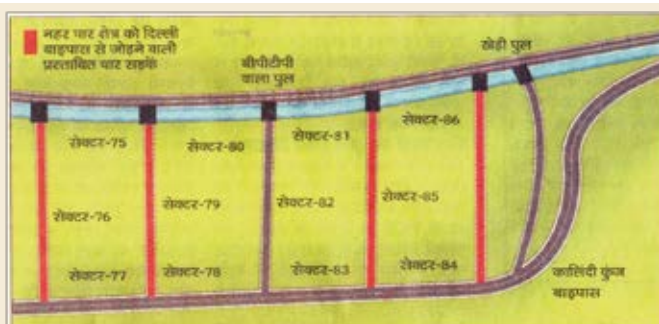 नहर पार क्षेत्र को दिल्ली
बाइपास से जोड़ने वाली
प्रस्तावित चार सड़कें
बीपीटीपी
वाला पुल
खेड़ी पुल
सेक्टर-75
सेक्टर-80
सेक्टर-81
सेक्टर-86
सेक्टर-76
सेक्टर-79
सेक्टर-82
सेक्टर-85
सेक्टर-77
सेक्टर-78
सेक्टर-83
सेक्टर-84
कालिंदी कुंज
बाइपास